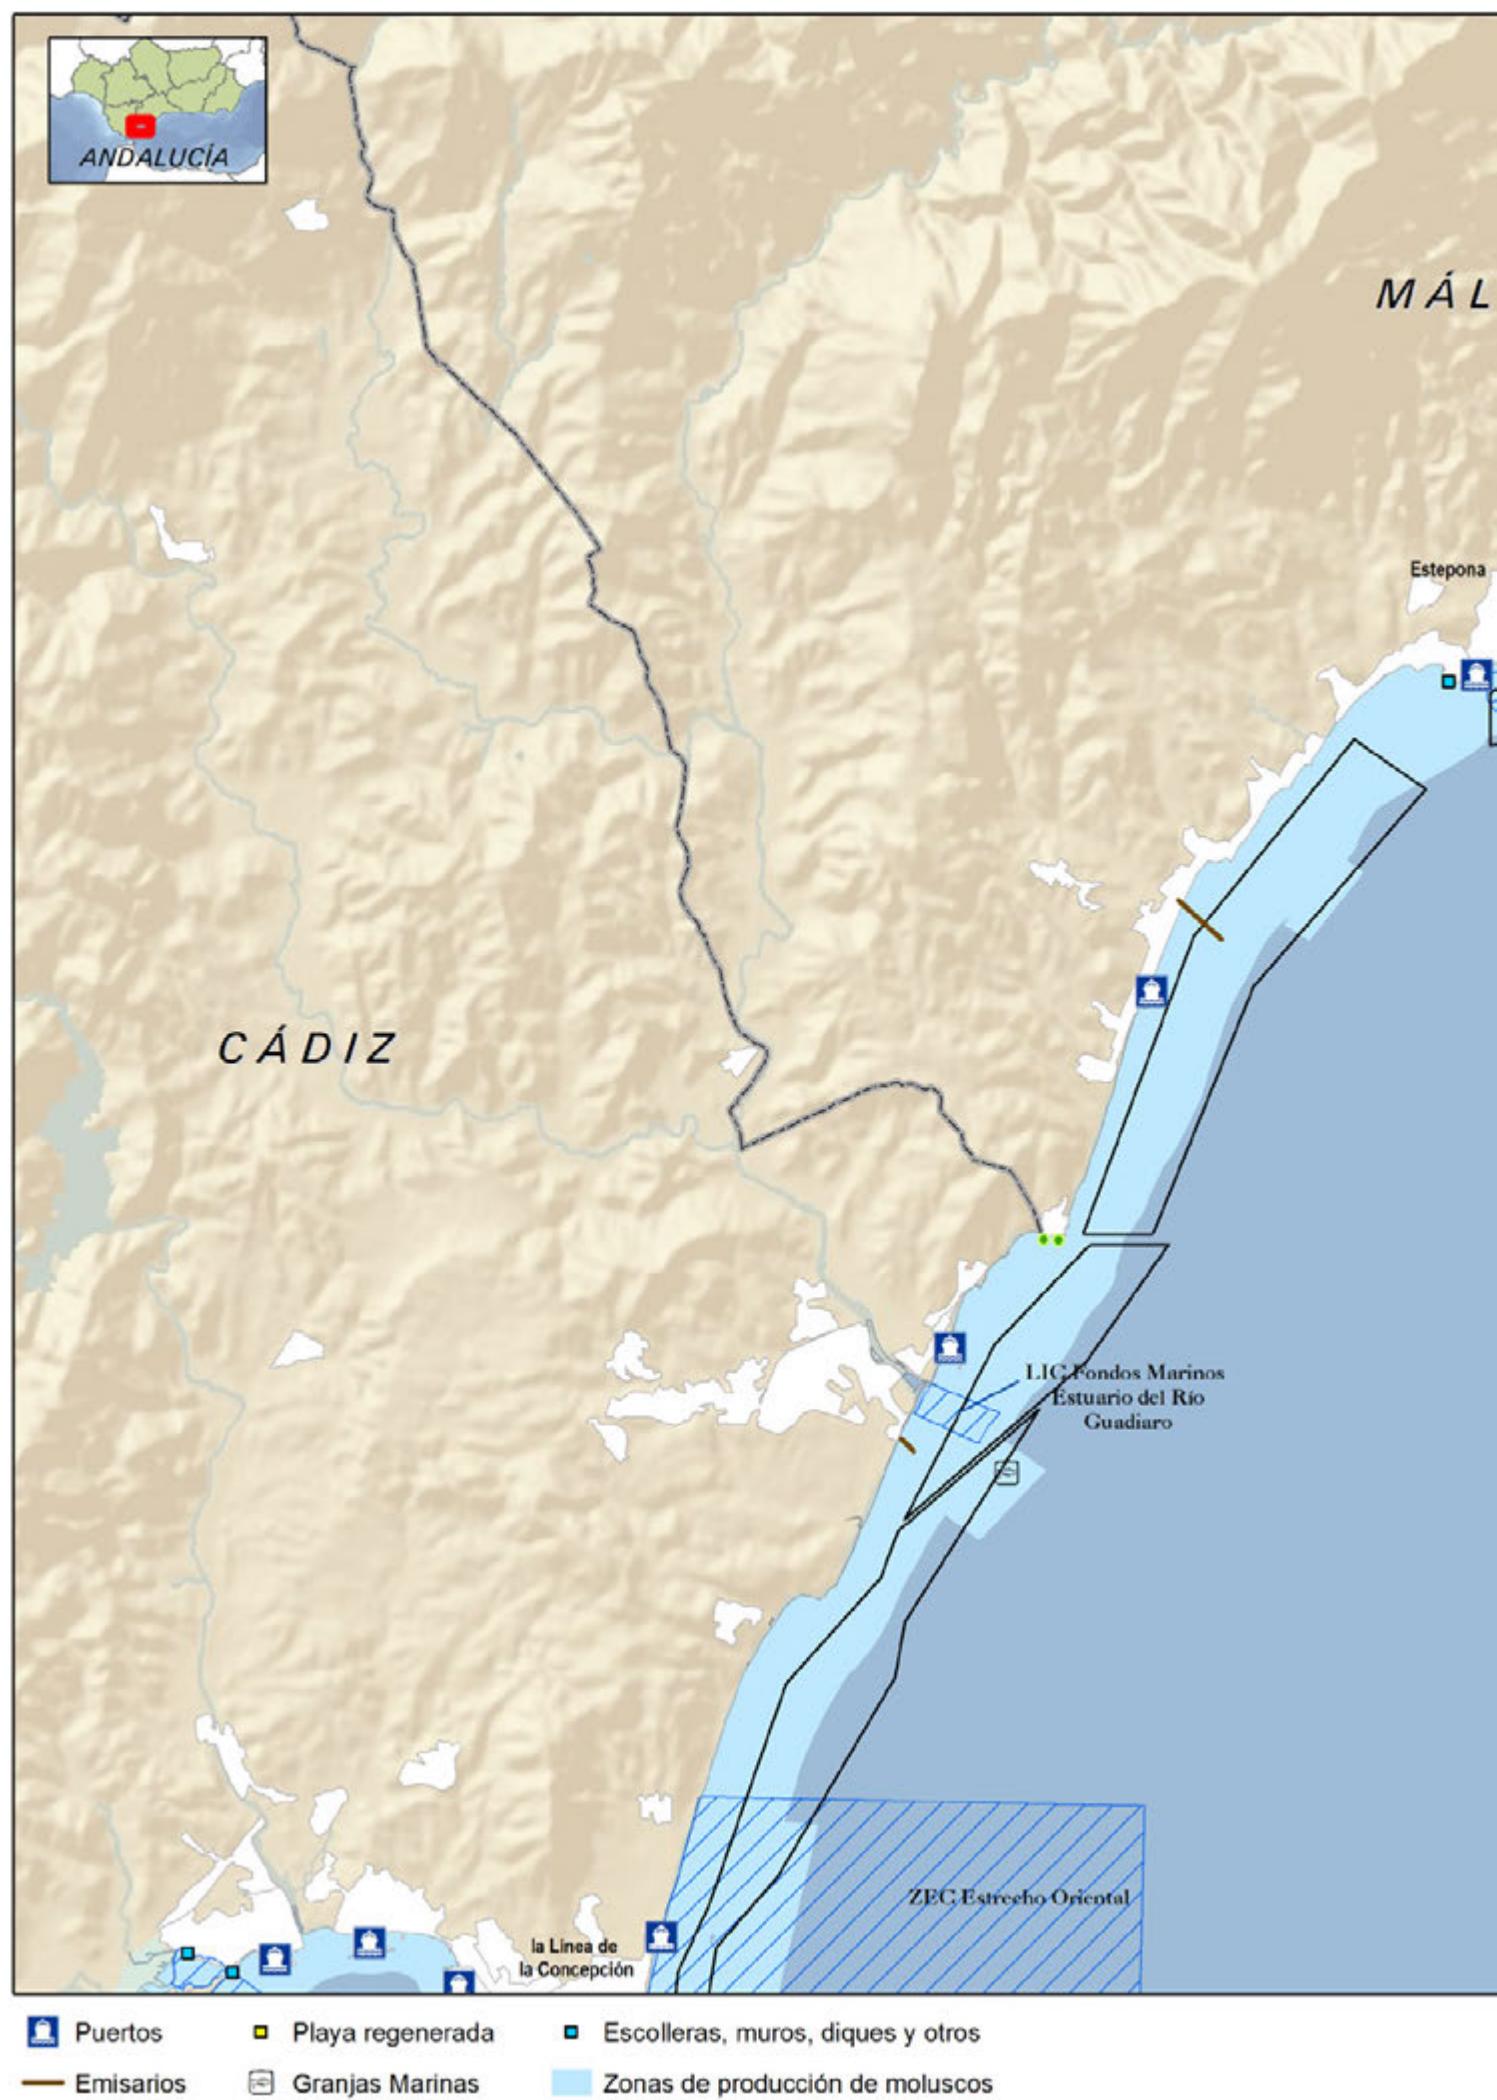 ANDALUCÍA
MÁL
Estepona
CÁDIZ
LIC Fondos Marinos
Estuario del Río
Guadiaro
ZEC Estrecho Oriental
la Línea de
la Concepción
Puertos
Playa regenerada
Escolleras, muros, diques y otros
Emisarios
Granjas Marinas
Zonas de producción de moluscos